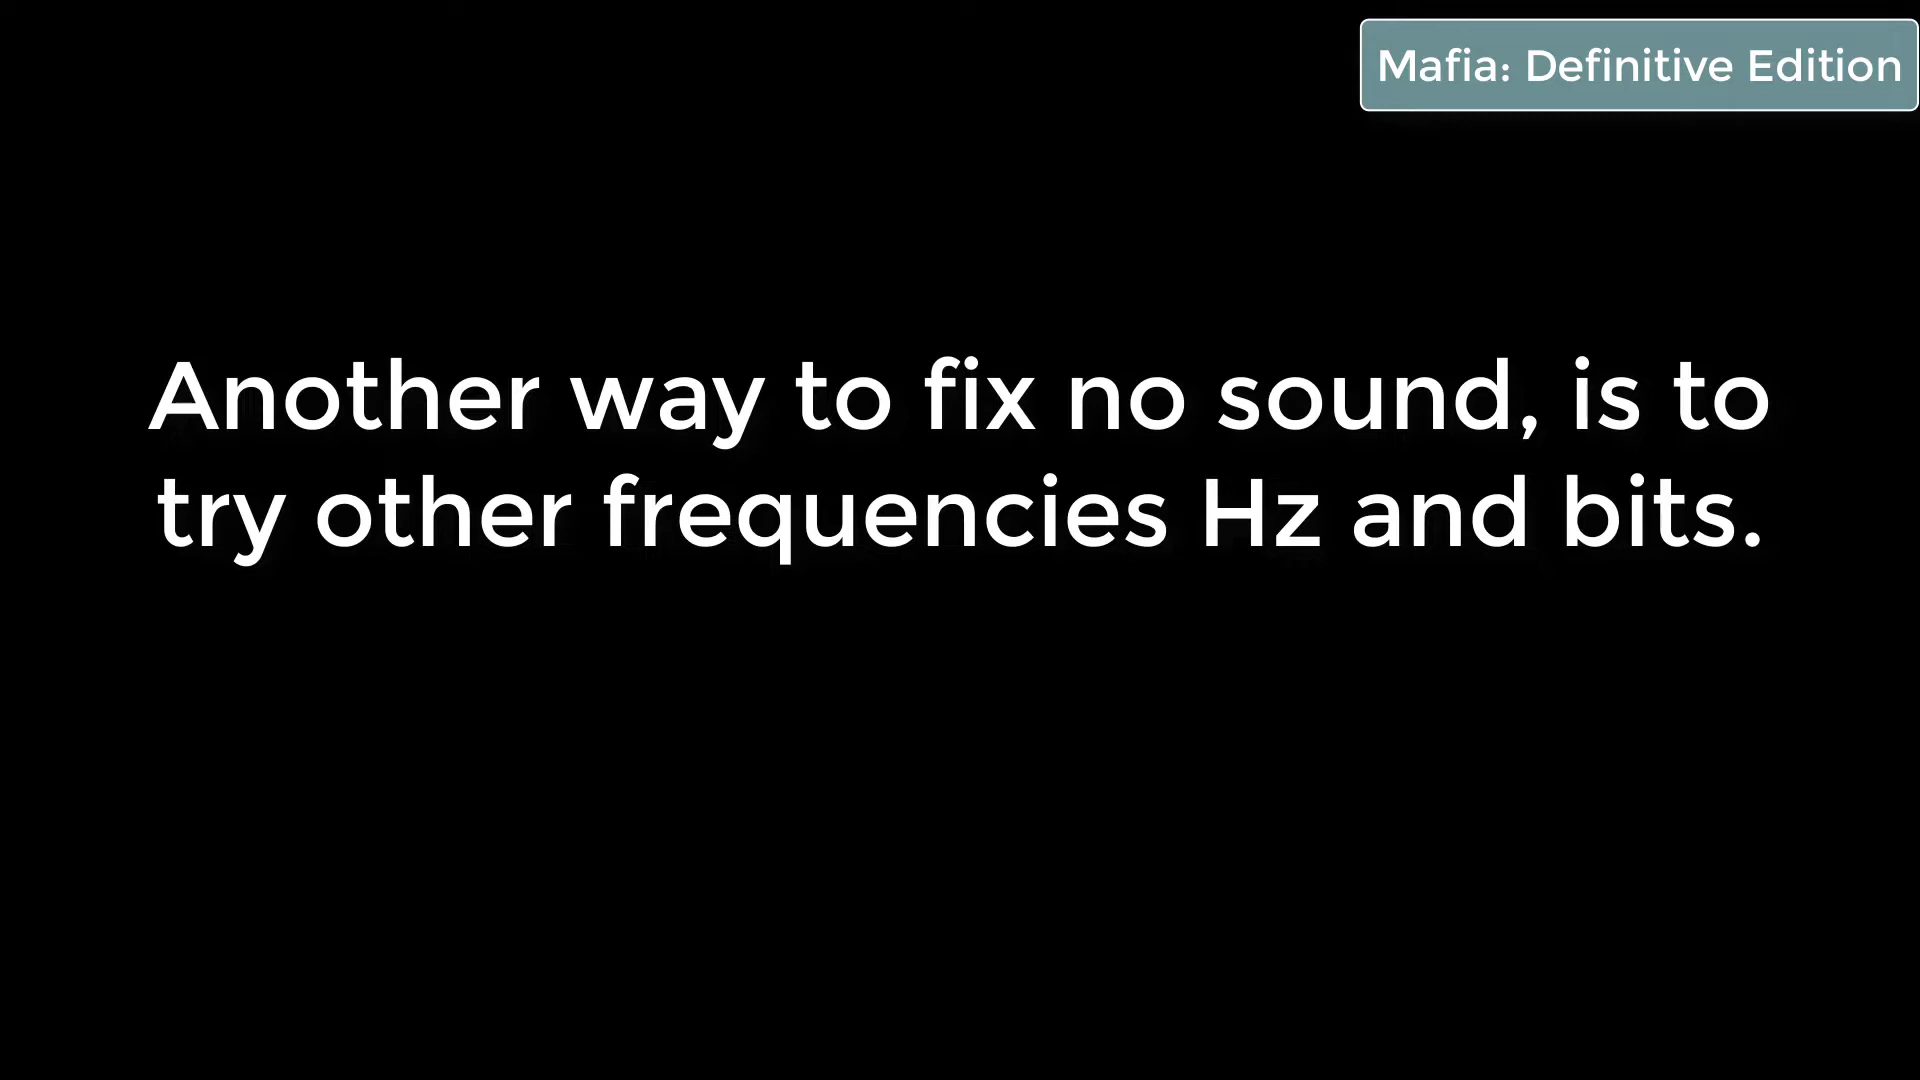 Mafia: Definitive Edition
Another way to fix no sound, is to
try other frequencies Hz and bits.